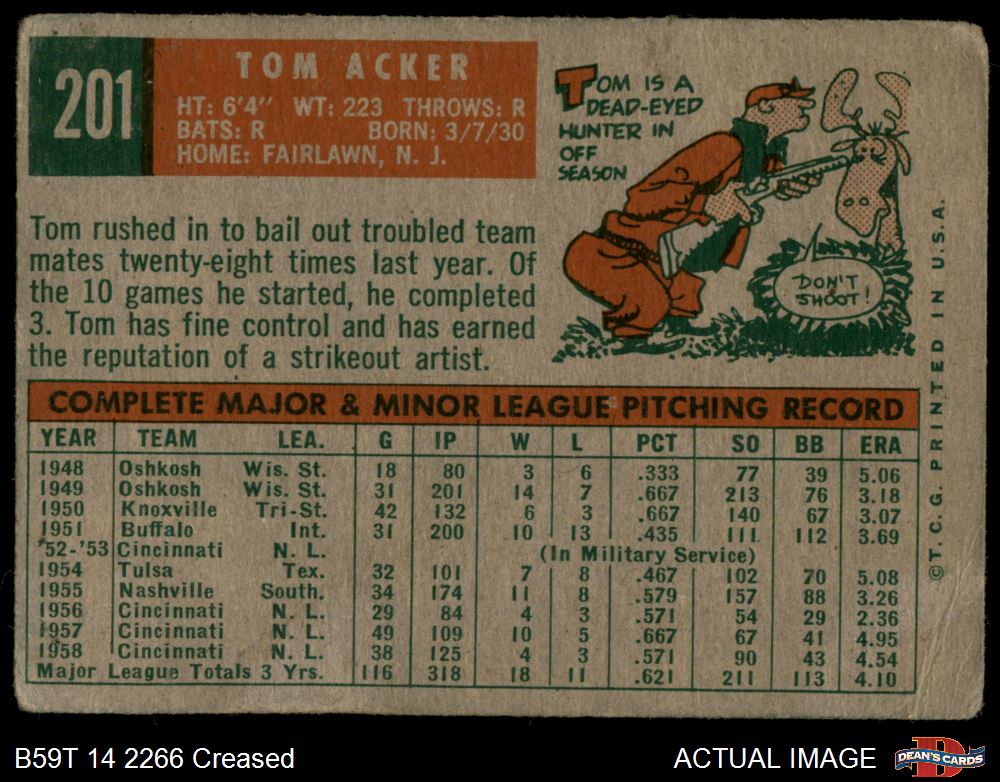 201
TOM ACKER
HT: 6'4" WT: 223 THROWS: R
BATS: R BORN: 3/7/30
HOME: FAIRLAWN, N. J.
TOM IS A
DEAD-EYED
HUNTER IN
OFF
SEASON
DON'T
SHOOT!
Tom rushed in to bail out troubled team
mates twenty-eight times last year. Of
the 10 games he started, he completed
3. Tom has fine control and has earned
the reputation of a strikeout artist.
COMPLETE MAJOR & MINOR LEAGUE PITCHING RECORD
YEAR TEAM LEA. G IP W L PCT SO BB ERA
1948 Oshkosh Wis. St. 18 80 3 6 .333 77 39 5.06
1949 Oshkosh Wis. St. 31 201 14 7 .667 213 76 3.18
1950 Knoxville Tri-St. 42 132 6 3 .667 140 67 3.07
1951 Buffalo Int. 31 200 10 13 .435 111 112 3.69
'52-'53 Cincinnati N. L. (In Military Service)
1954 Tulsa Tex. 32 101 7 8 .467 102 70 5.08
1955 Nashville South. 34 174 11 8 .579 157 88 3.26
1956 Cincinnati N. L. 29 84 4 3 .571 54 29 2.36
1957 Cincinnati N. L. 49 109 10 5 .667 67 41 4.95
1958 Cincinnati N. L. 38 125 4 3 .571 90 43 4.54
Major League Totals 3 Yrs. 116 318 18 11 .621 211 113 4.10
©T. C. G. PRINTED IN U.S.A.
B59T 14 2266 Creased
ACTUAL IMAGE
D
DEAN'S CARDS